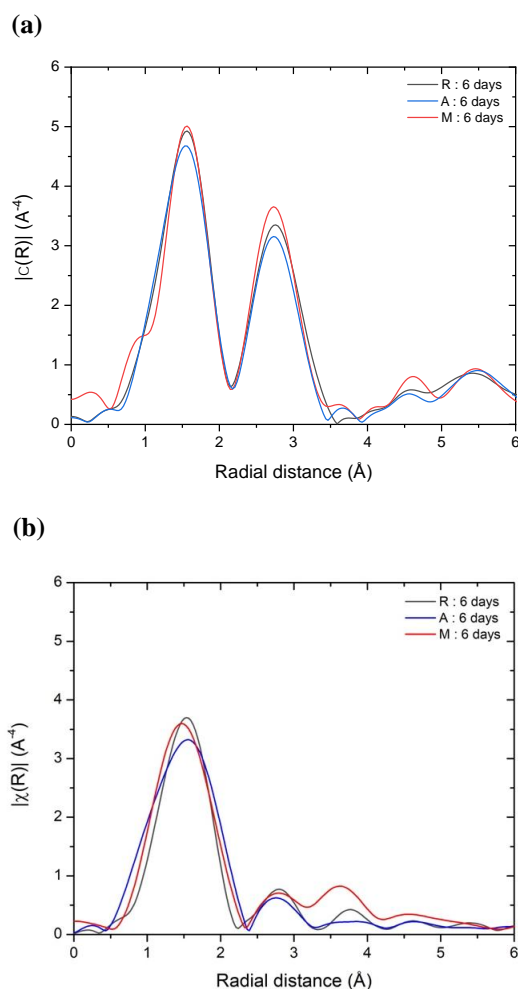 (a)
6
5
4
3
2
1
0
|c(R)| (A-4)
R : 6 days
A : 6 days
M : 6 days
0 1 2 3 4 5 6
Radial distance (Å)
(b)
6
5
4
3
2
1
0
|χ(R)| (A-4)
R : 6 days
A : 6 days
M : 6 days
0 1 2 3 4 5 6
Radial distance (Å)